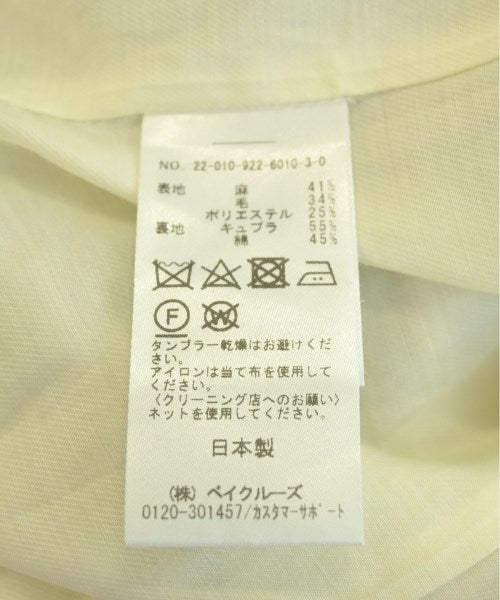 NO. 22-010-922-6010-3-0
表地 麻 41%
毛 34%
ポリエステル 25%
裏地 キュプラ 55%
綿 45%
F W
タンブラー乾燥はお避けくだ
さい。
アイロンは当て布を使用して
ください。
〈クリーニング店へのお願い〉
ネットを使用してください。
日本製
(株) ベイクルーズ
0120-301457/カスタマーサポート